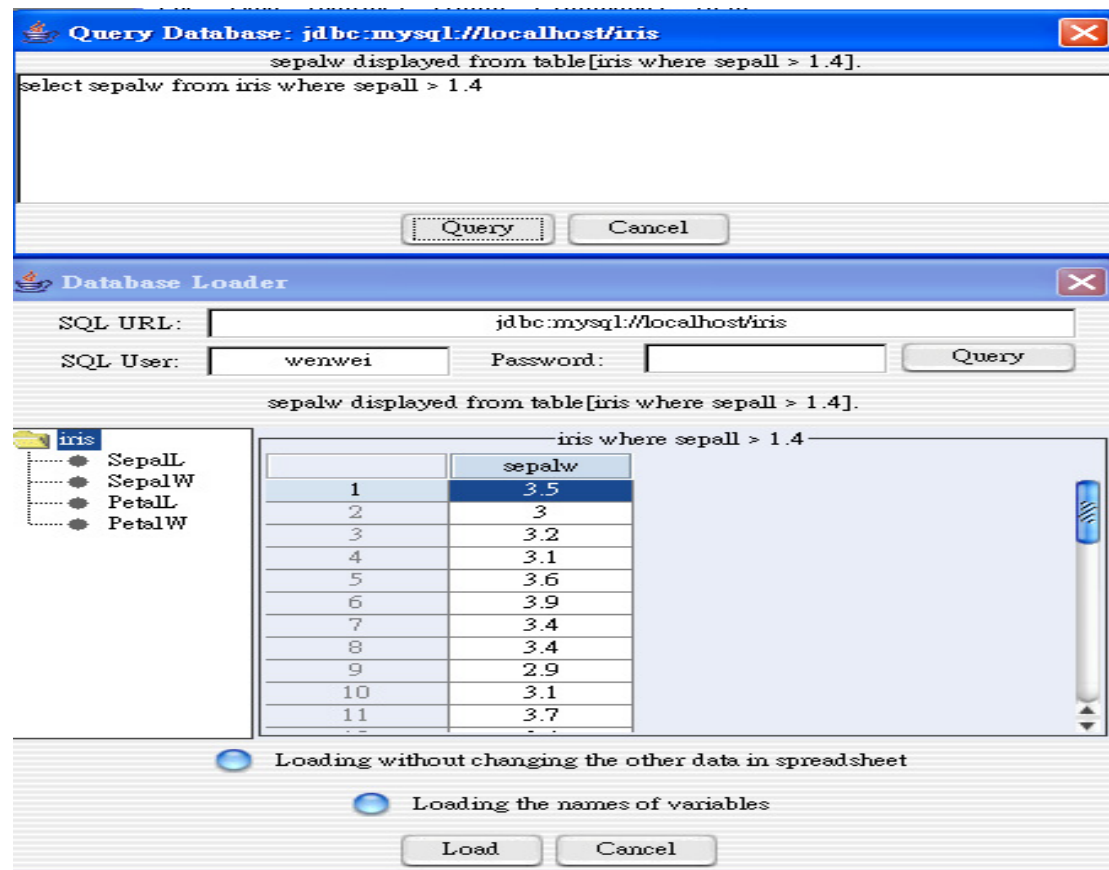 Query Database: jdbc:mysql://localhost/iris
sepalw displayed from table[iris where sepall > 1.4].
select sepalw from iris where sepall > 1.4
Query Cancel
Database Loader
SQL URL: jdbc:mysql://localhost/iris
SQL User: wenwei Password: Query
sepalw displayed from table[iris where sepall > 1.4].
iris
SepalL
SepalW
PetalL
PetalW
iris where sepall > 1.4
sepalw
1 3.5
2 3
3 3.2
4 3.1
5 3.6
6 3.9
7 3.4
8 3.4
9 2.9
10 3.1
11 3.7
Loading without changing the other data in spreadsheet
Loading the names of variables
Load Cancel